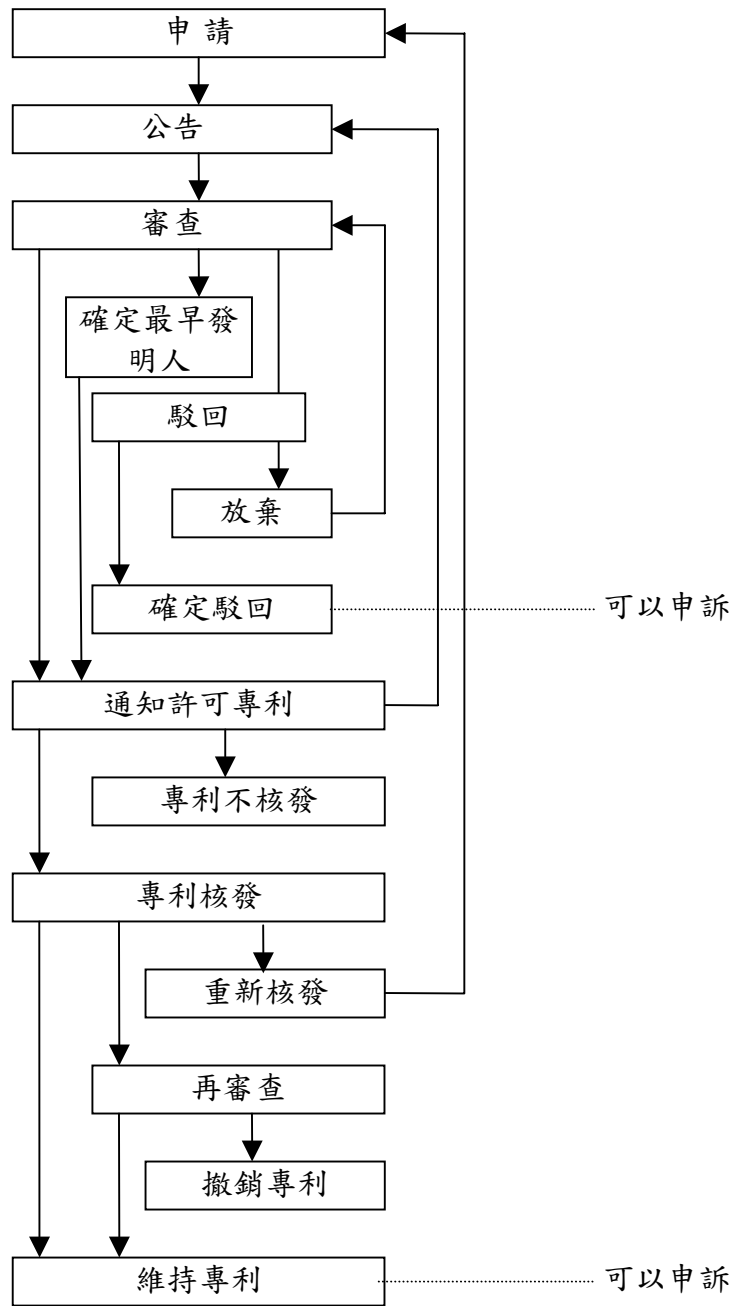 申請
公告
審查
確定最早發
明人
駁回
放棄
確定駁回
可以申訴
通知許可專利
專利不核發
專利核發
重新核發
再審查
撤銷專利
維持專利
可以申訴